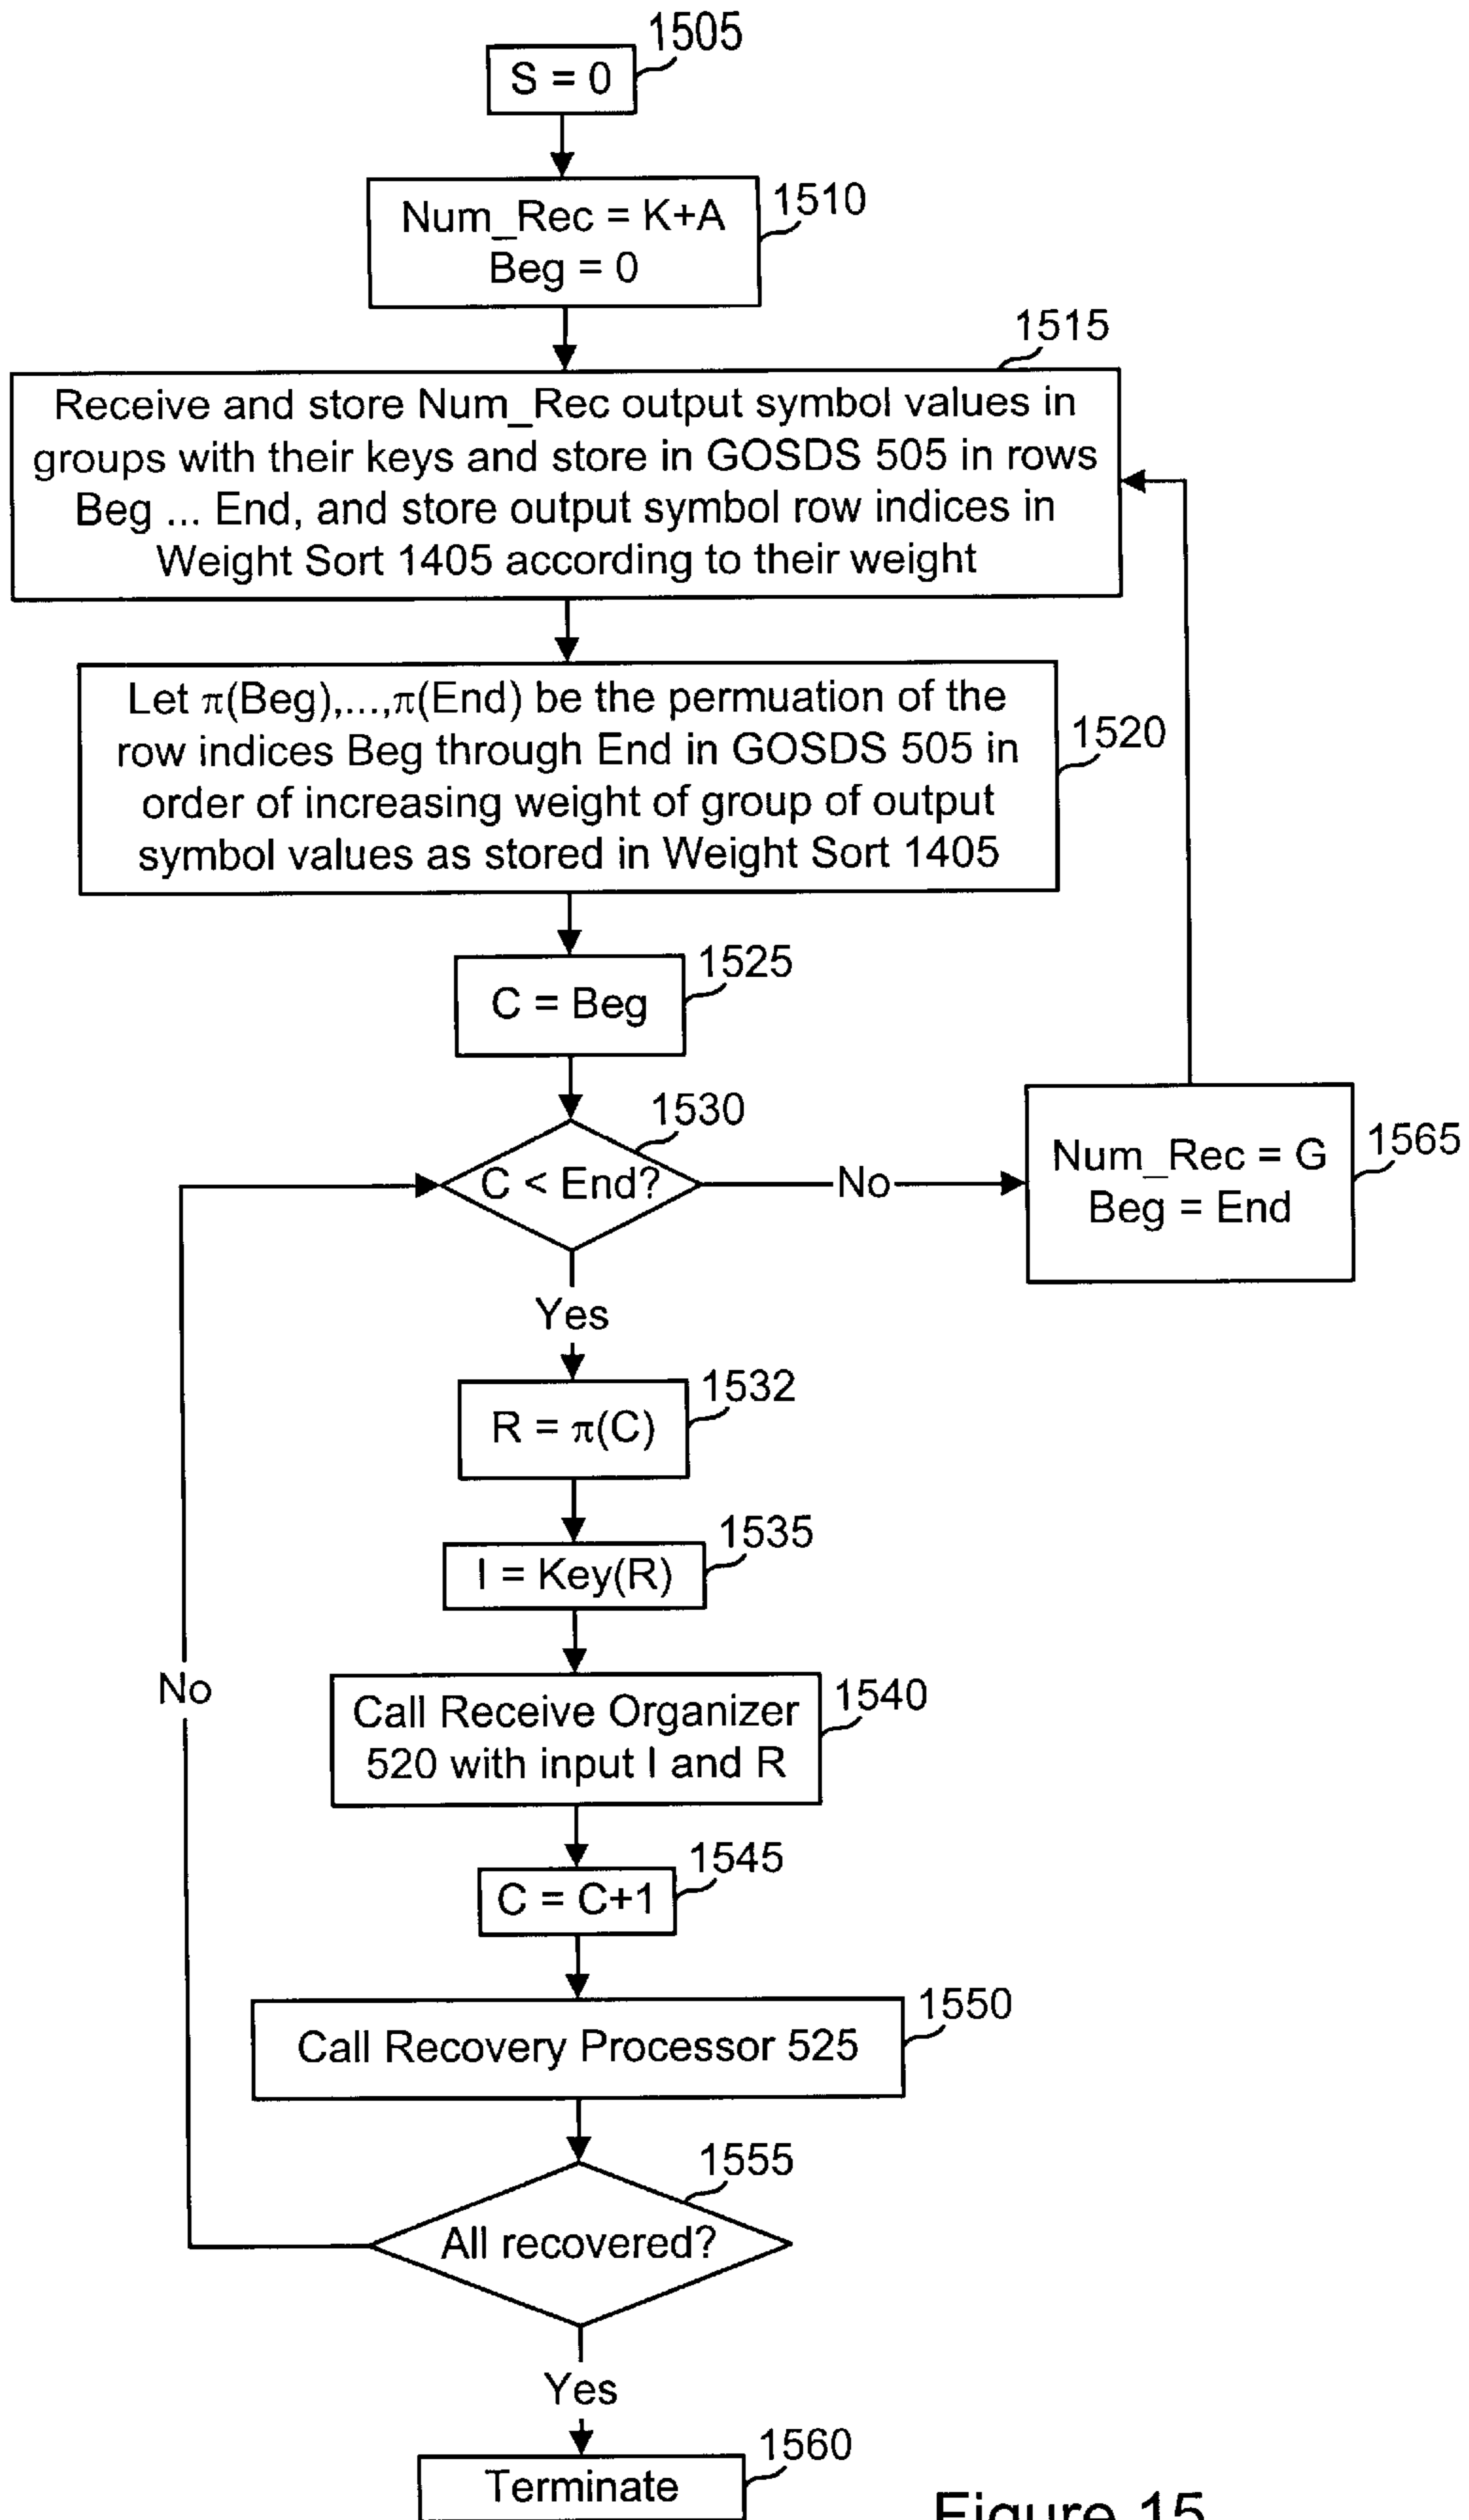 1505
S = 0
1510
Num_Rec = K+A
Beg = 0
1515
Receive and store Num_Rec output symbol values in
groups with their keys and store in GOSDS 505 in rows
Beg ... End, and store output symbol row indices in
Weight Sort 1405 according to their weight
1520
Let π(Beg),...,π(End) be the permuation of the
row indices Beg through End in GOSDS 505 in
order of increasing weight of group of output
symbol values as stored in Weight Sort 1405
1525
C = Beg
1530
C < End?
No
1565
Num_Rec = G
Beg = End
Yes
1532
R = π(C)
1535
I = Key(R)
No
1540
Call Receive Organizer
520 with input I and R
1545
C = C+1
1550
Call Recovery Processor 525
1555
All recovered?
Yes
1560
Terminate
Figure 15